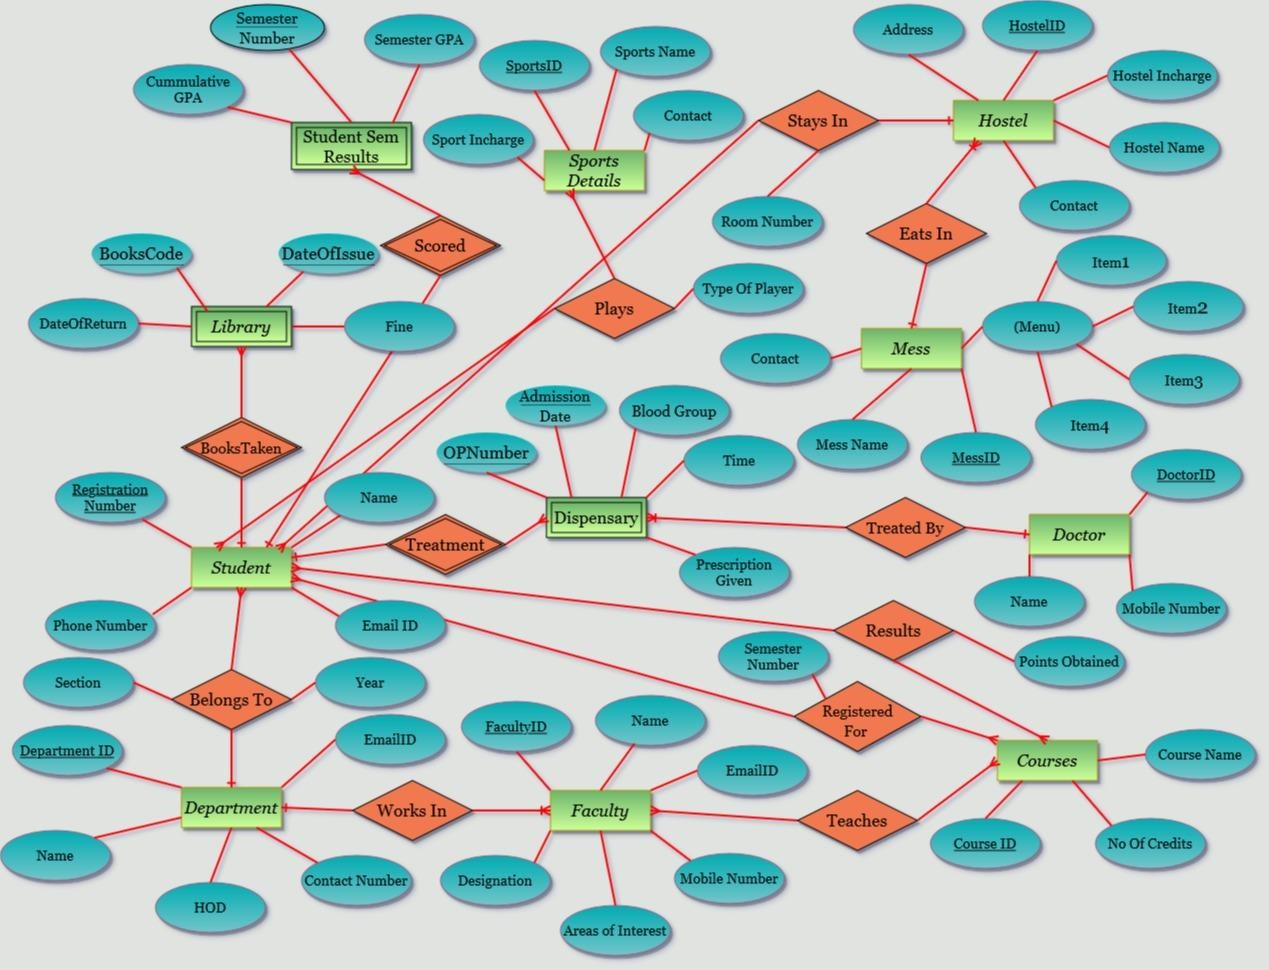 Semester
Number
Semester GPA
Cummulative
GPA
Student Sem
Results
SportsID
Sports Name
Contact
Sport Incharge
Sports
Details
Stays In
Room Number
Address
HostelID
Hostel Incharge
Hostel
Hostel Name
Contact
Eats In
Scored
BooksCode
DateOfIssue
DateOfReturn
Library
Fine
Plays
Type Of Player
Item1
Item2
(Menu)
Item3
Item4
Contact
Mess
Mess Name
MessID
BooksTaken
Admission
Date
Blood Group
OPNumber
Time
Registration
Number
Name
Treatment
Dispensary
Prescription
Given
Treated By
DoctorID
Doctor
Name
Mobile Number
Student
Phone Number
Email ID
Results
Points Obtained
Semester
Number
Registered
For
Section
Belongs To
Year
Department ID
EmailID
Department
Works In
Name
HOD
Contact Number
FacultyID
Name
EmailID
Faculty
Designation
Areas of Interest
Mobile Number
Teaches
Courses
Course Name
Course ID
No Of Credits